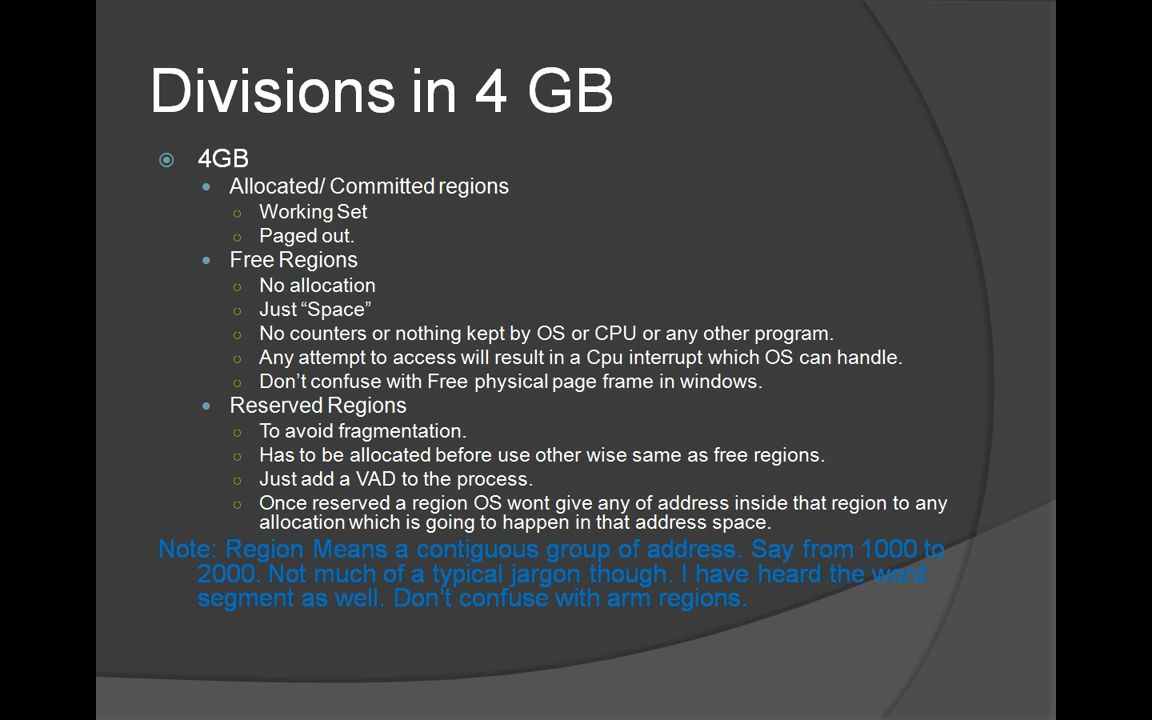 Divisions in 4 GB
4GB
Allocated/ Committed regions
Working Set
Paged out.
Free Regions
No allocation
Just “Space”
No counters or nothing kept by OS or CPU or any other program.
Any attempt to access will result in a Cpu interrupt which OS can handle.
Don’t confuse with Free physical page frame in windows.
Reserved Regions
To avoid fragmentation.
Has to be allocated before use other wise same as free regions.
Just add a VAD to the process.
Once reserved a region OS wont give any of address inside that region to any
allocation which is going to happen in that address space.
Note: Region Means a contiguous group of address. Say from 1000 to
2000. Not much of a typical jargon though. I have heard the word
segment as well. Don’t confuse with arm regions.